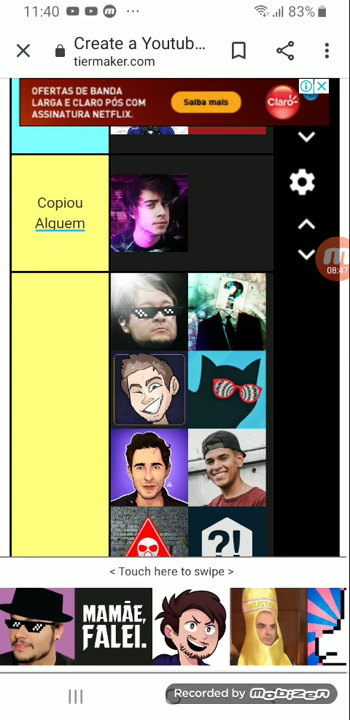 11:40
83%
Create a Youtub...
tiermaker.com
OFERTAS DE BANDA
LARGA E CLARO PÓS COM
ASSINATURA NETFLIX.
Saiba mais
Claro
Copiou
Alguem
08:47
?
?!
< Touch here to swipe >
MAMÃE,
FALEI.
Recorded by Mobizen